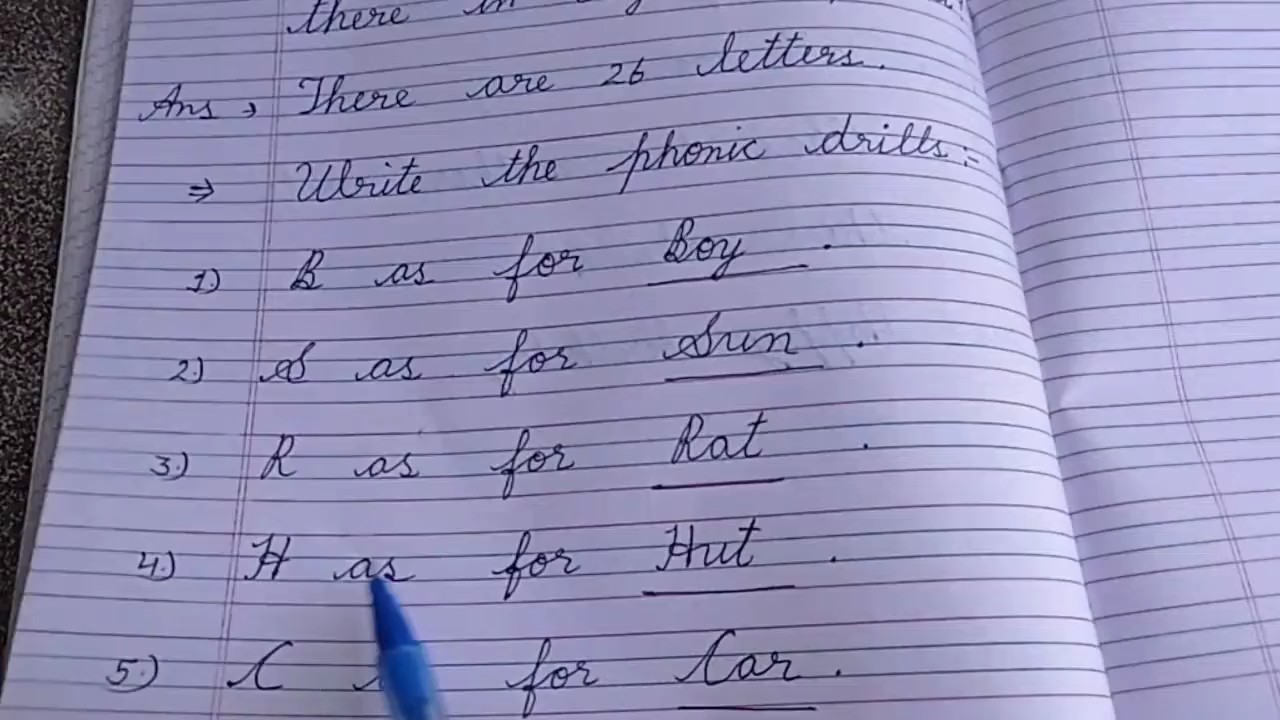 there in
Ans → There are 26 letters.
⇒ Write the phonic drills :-
1) B as for Boy .
2) S as for Sun .
3) R as for Rat .
4) H as for Hut .
5) C for Car .